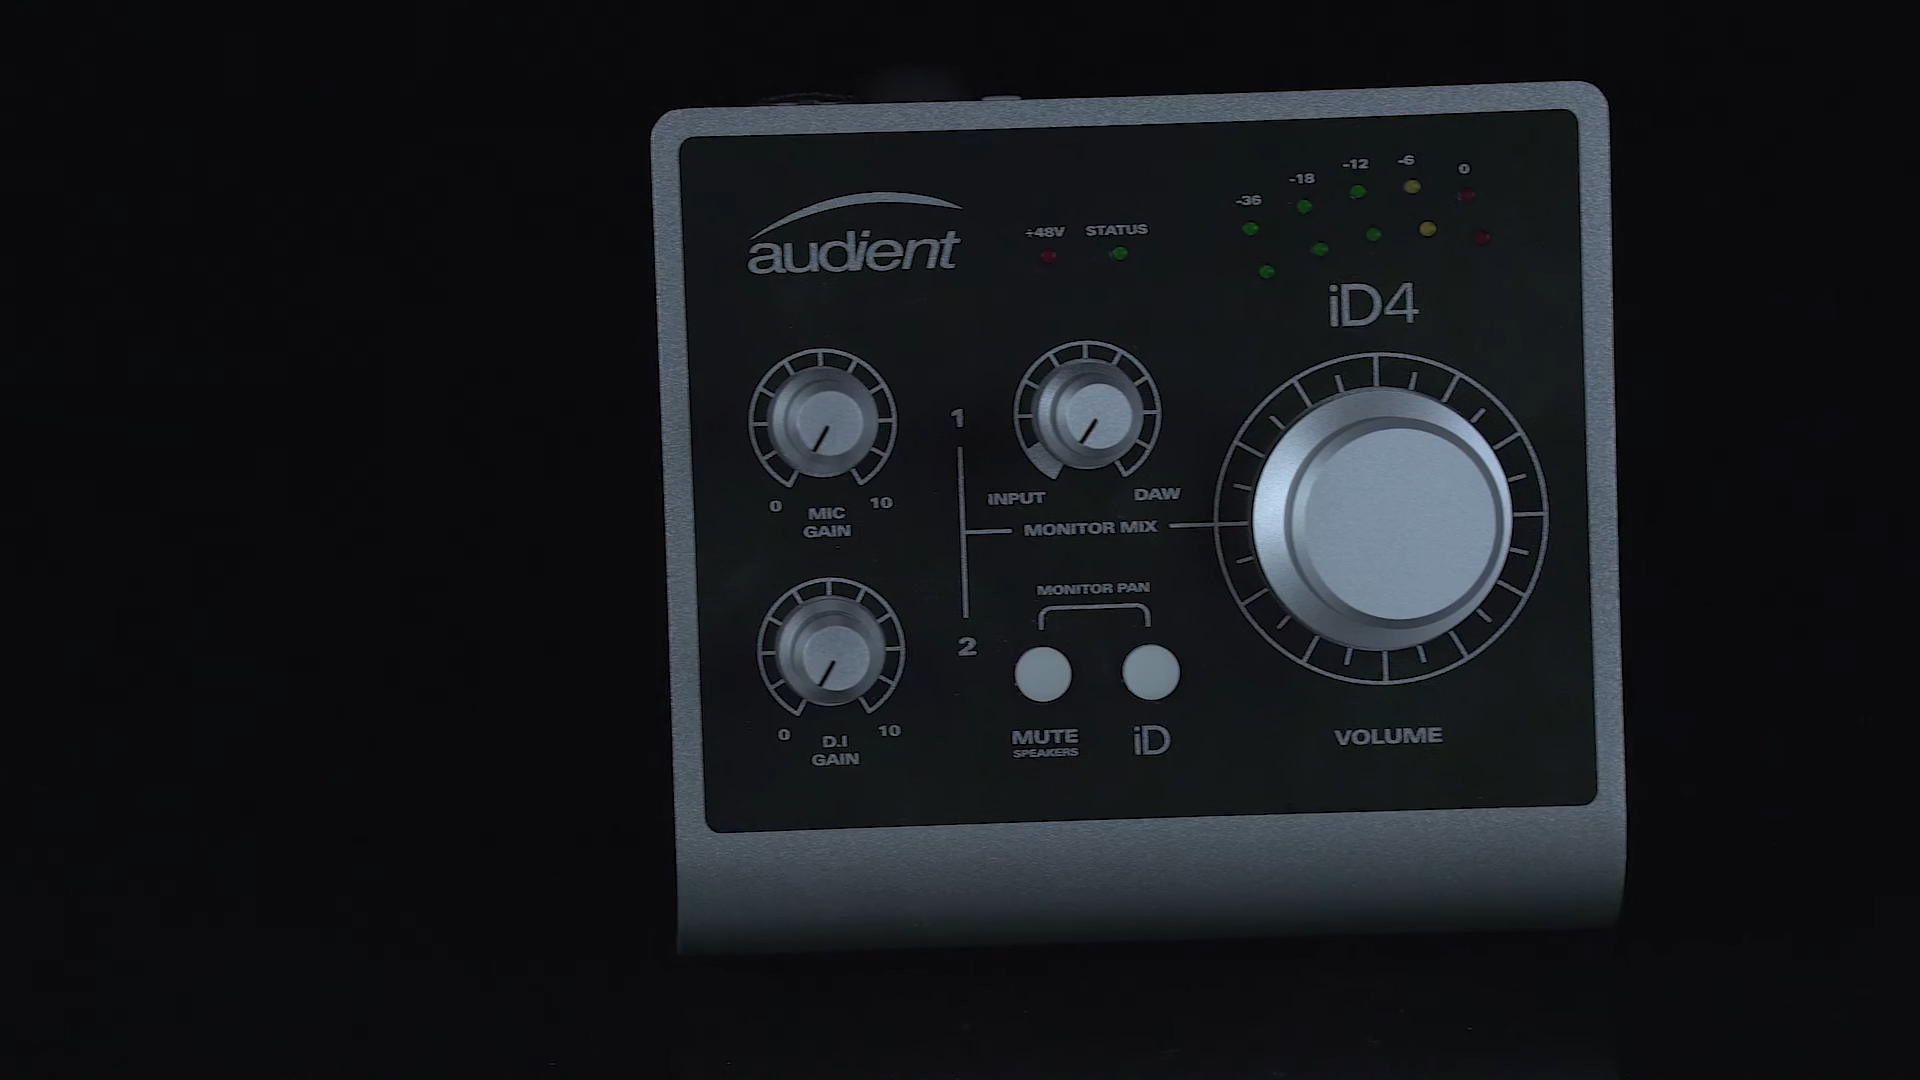 audient
+48V STATUS
-36 -18 -12 -6 0
iD4
1
INPUT DAW
0 10
MIC
GAIN
MONITOR MIX
MONITOR PAN
2
0 10
D.I
GAIN
MUTE
SPEAKERS
iD
VOLUME